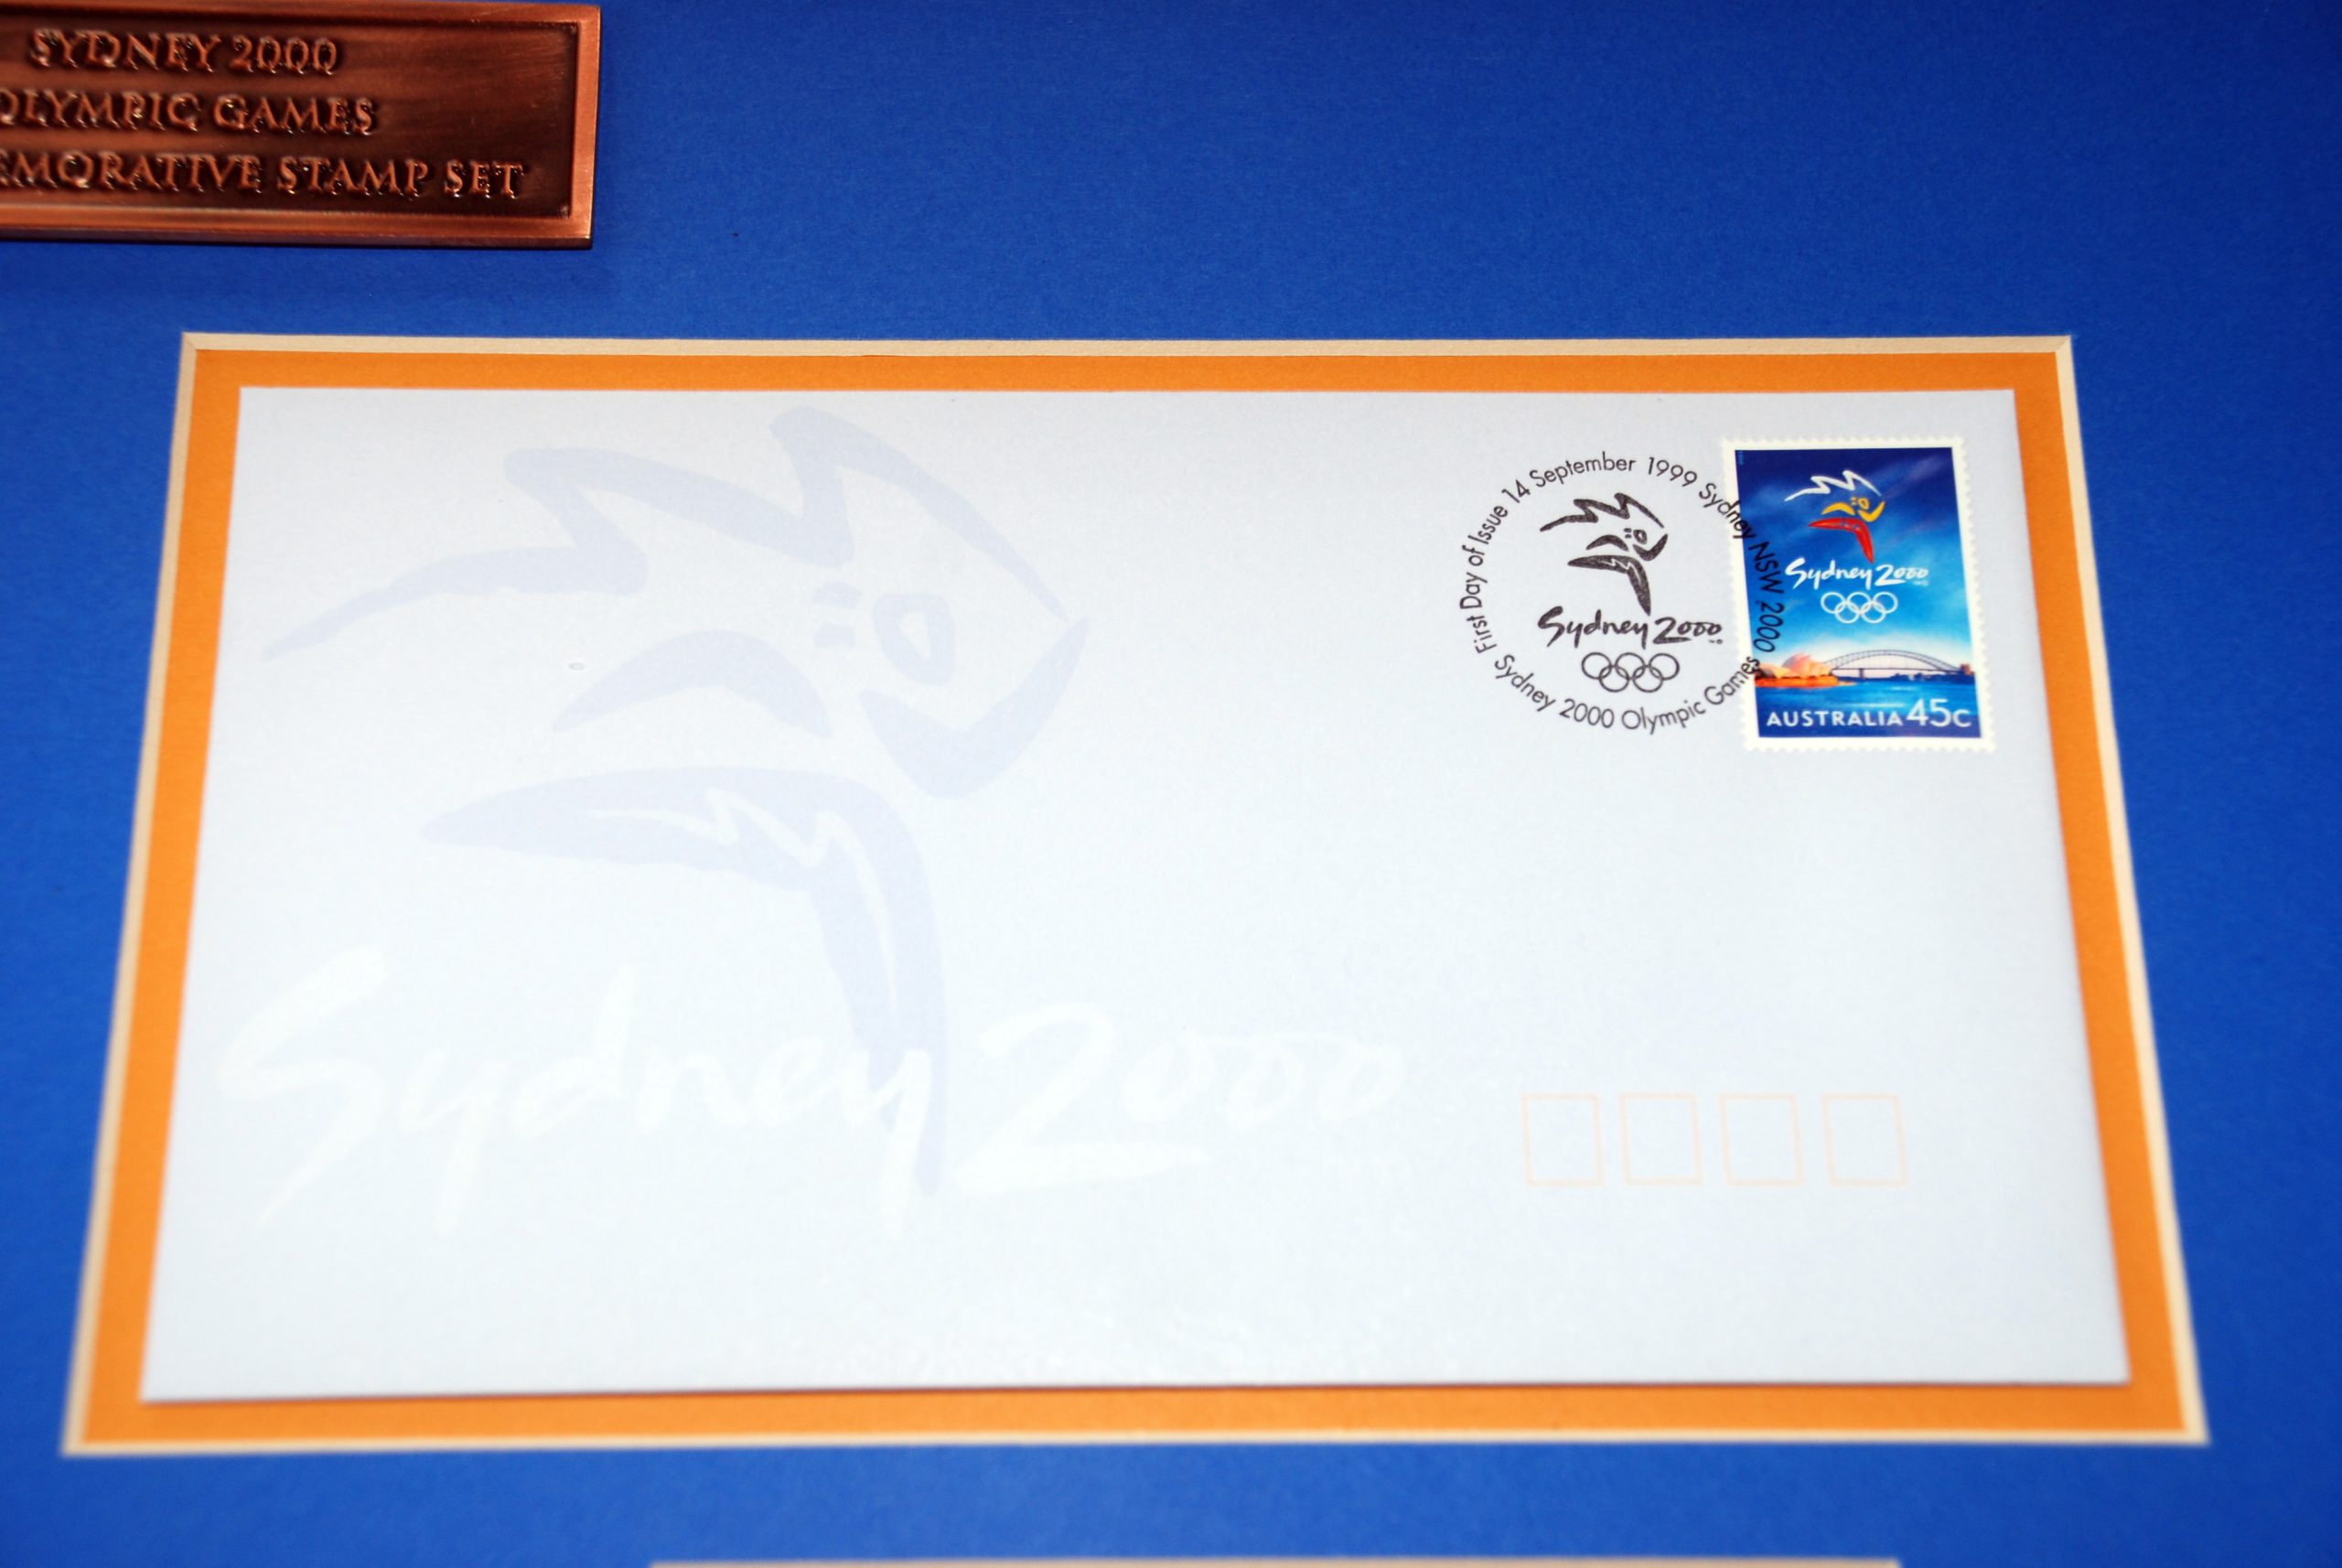 SYDNEY 2000
OLYMPIC GAMES
EMORATIVE STAMP SET
First Day of Issue 14 September 1999 Sydney NSW 2000
Sydney 2000
Sydney 2000 Olympic Games
Sydney 2000
AUSTRALIA 45c
Sydney 2000